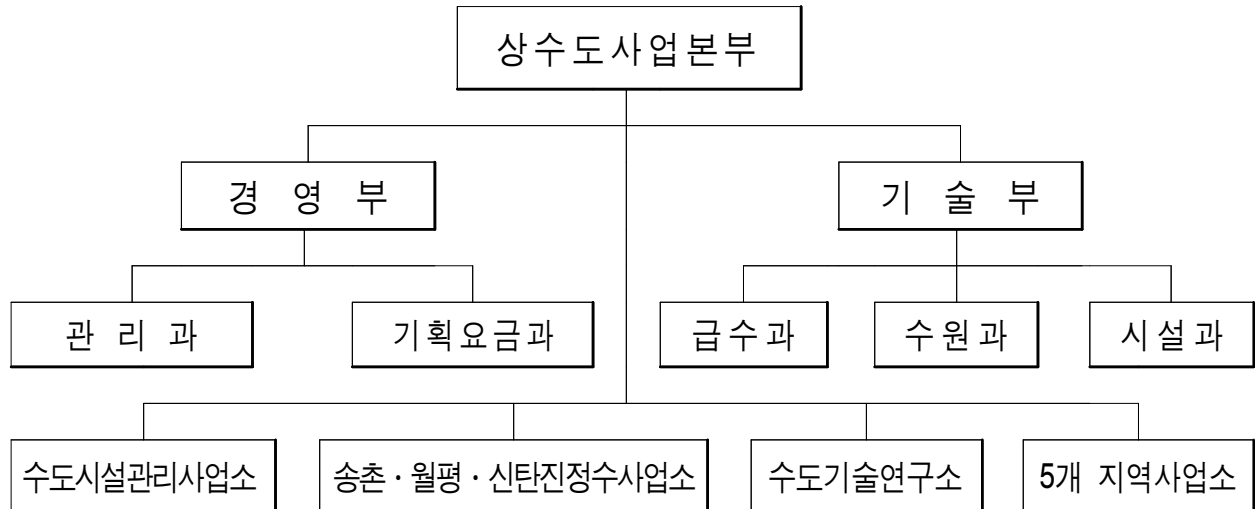 상수도사업본부
경 영 부
기 술 부
관 리 과
기획요금과
급수과
수원과
시설과
수도시설관리사업소
송촌 · 월평 · 신탄진정수사업소
수도기술연구소
5개 지역사업소